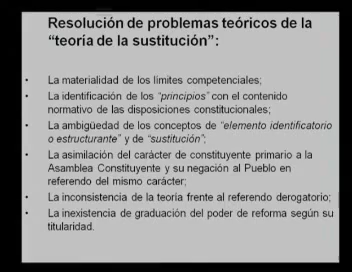 Resolución de problemas teóricos de la
“teoría de la sustitución”:
• La materialidad de los límites competenciales;
• La identificación de los “principios” con el contenido
normativo de las disposiciones constitucionales;
• La ambigüedad de los conceptos de “elemento identificatorio
o estructurante” y de “sustitución”;
• La asimilación del carácter de constituyente primario a la
Asamblea Constituyente y su negación al Pueblo en
referendo del mismo carácter;
• La inconsistencia de la teoría frente al referendo derogatorio;
• La inexistencia de graduación del poder de reforma según su
titularidad.